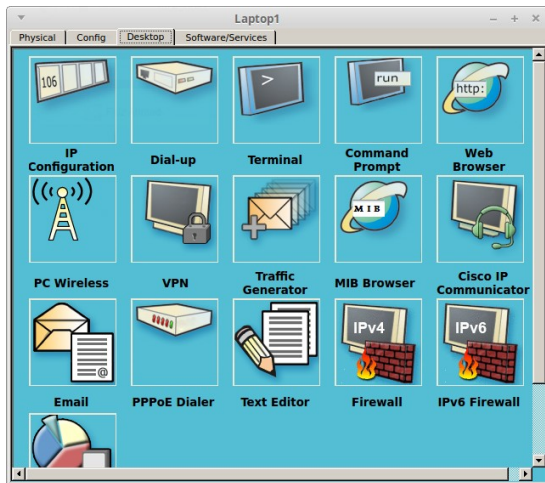 Laptop1
Physical Config Desktop Software/Services
106
>
run
http:
IP
Configuration
Dial-up
Terminal
Command
Prompt
Web
Browser
MIB
PC Wireless
VPN
Traffic
Generator
MIB Browser
Cisco IP
Communicator
@
IPv4
IPv6
Email
PPPoE Dialer
Text Editor
Firewall
IPv6 Firewall